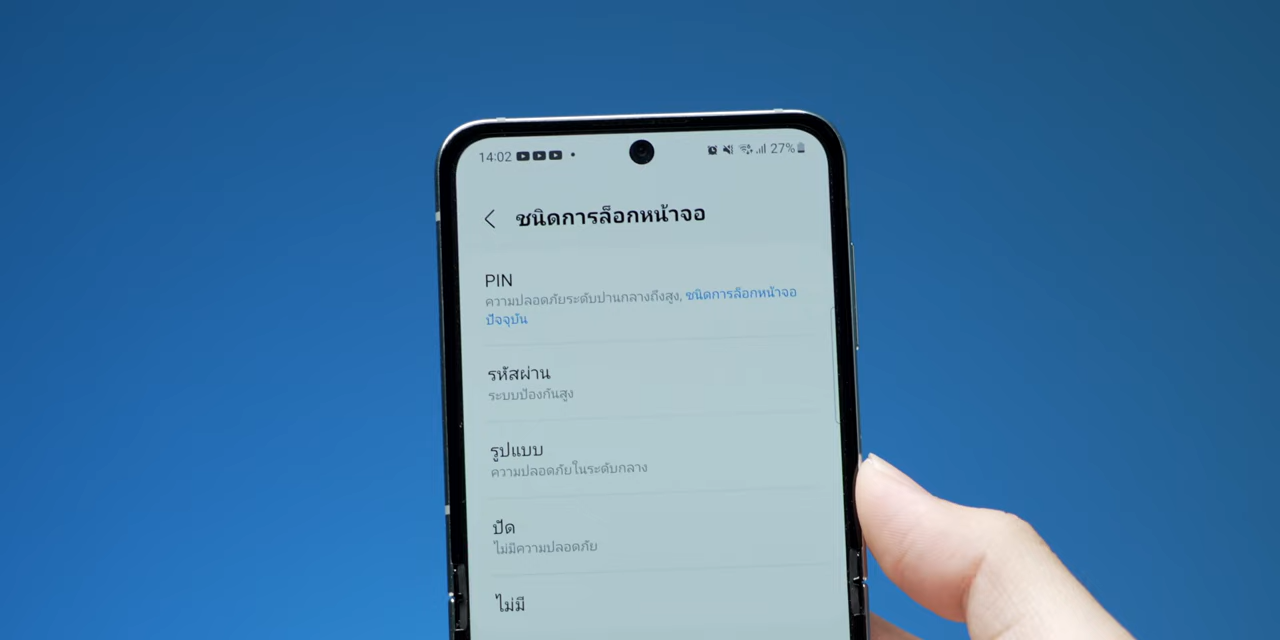 14:02
27%
ชนิดการล็อกหน้าจอ
PIN
ความปลอดภัยระดับปานกลางถึงสูง, ชนิดการล็อกหน้าจอ
ปัจจุบัน
รหัสผ่าน
ระบบป้องกันสูง
รูปแบบ
ความปลอดภัยในระดับกลาง
ปัด
ไม่มีความปลอดภัย
ไม่มี